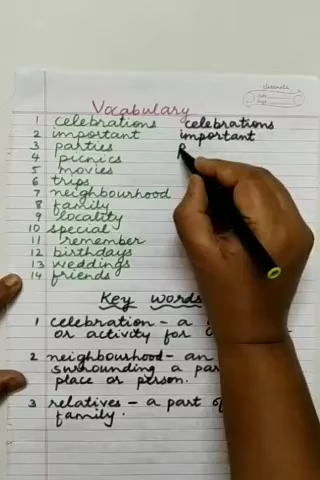 classmate
Vocabulary
1 celebrations celebrations
2 important important
3 parties
4 picnics
5 movies
6 trips
7 neighbourhood
8 family
9 locality
10 special
11 remember
12 birthdays
13 weddings
14 friends
Key words
1 celebration - a
or activity for
2 neighbourhood - an
surrounding a
place or person.
3 relatives - a part of
family.